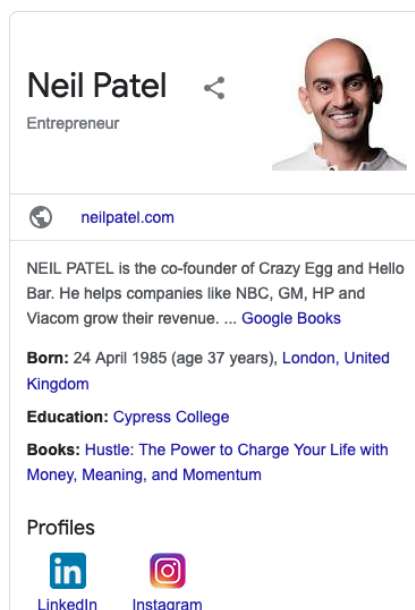 Neil Patel
Entrepreneur
neilpatel.com
NEIL PATEL is the co-founder of Crazy Egg and Hello
Bar. He helps companies like NBC, GM, HP and
Viacom grow their revenue. ... Google Books
Born: 24 April 1985 (age 37 years), London, United
Kingdom
Education: Cypress College
Books: Hustle: The Power to Charge Your Life with
Money, Meaning, and Momentum
Profiles
in
LinkedIn Instagram